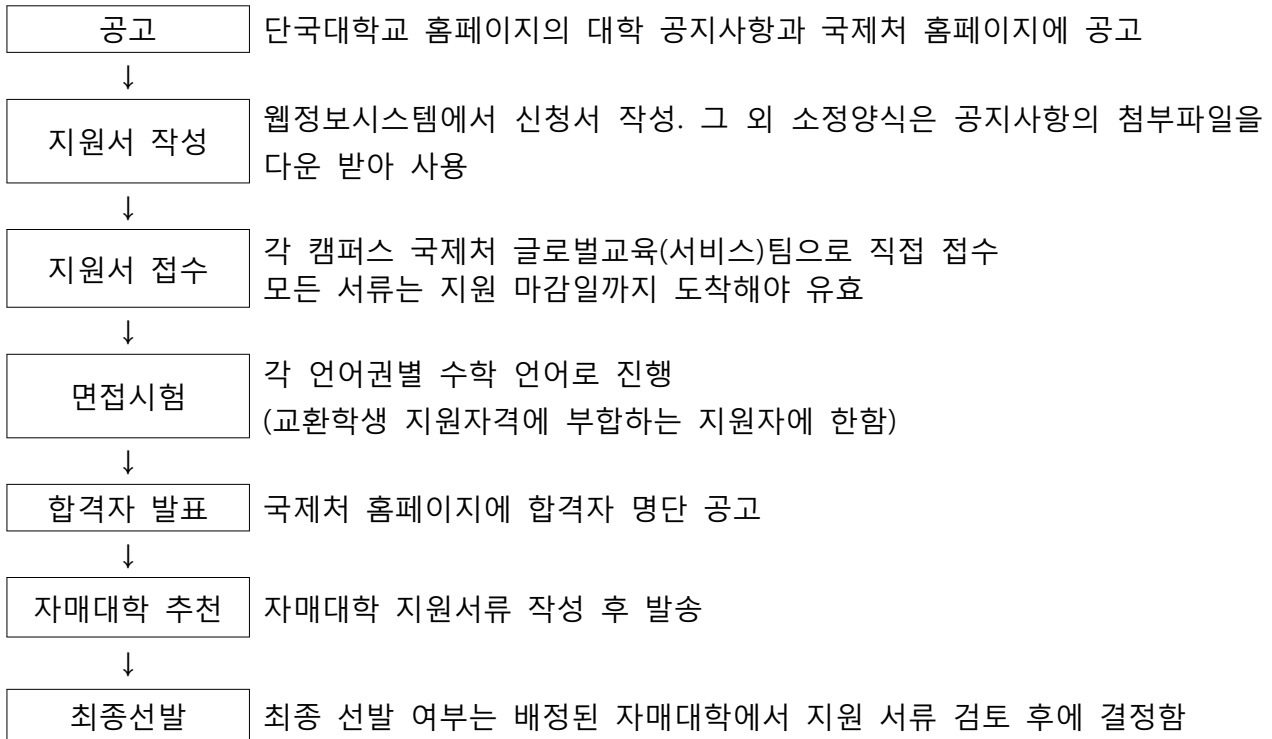 공고 단국대학교 홈페이지의 대학 공지사항과 국제처 홈페이지에 공고
↓
지원서 작성 웹정보시스템에서 신청서 작성. 그 외 소정양식은 공지사항의 첨부파일을
다운 받아 사용
↓
지원서 접수 각 캠퍼스 국제처 글로벌교육(서비스)팀으로 직접 접수
모든 서류는 지원 마감일까지 도착해야 유효
↓
면접시험 각 언어권별 수학 언어로 진행
(교환학생 지원자격에 부합하는 지원자에 한함)
↓
합격자 발표 국제처 홈페이지에 합격자 명단 공고
↓
자매대학 추천 자매대학 지원서류 작성 후 발송
↓
최종선발 최종 선발 여부는 배정된 자매대학에서 지원 서류 검토 후에 결정함